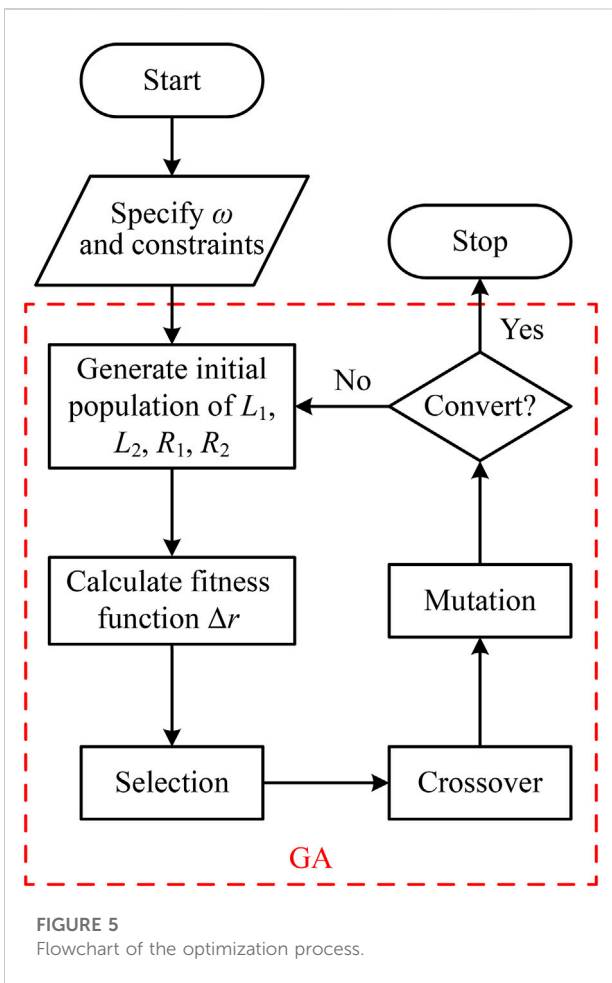 Start
Specify ω
and constraints
Stop
Yes
Generate initial
population of L₁,
L₂, R₁, R₂
No
Convert?
Calculate fitness
function Δr
Mutation
Selection
Crossover
GA
FIGURE 5
Flowchart of the optimization process.